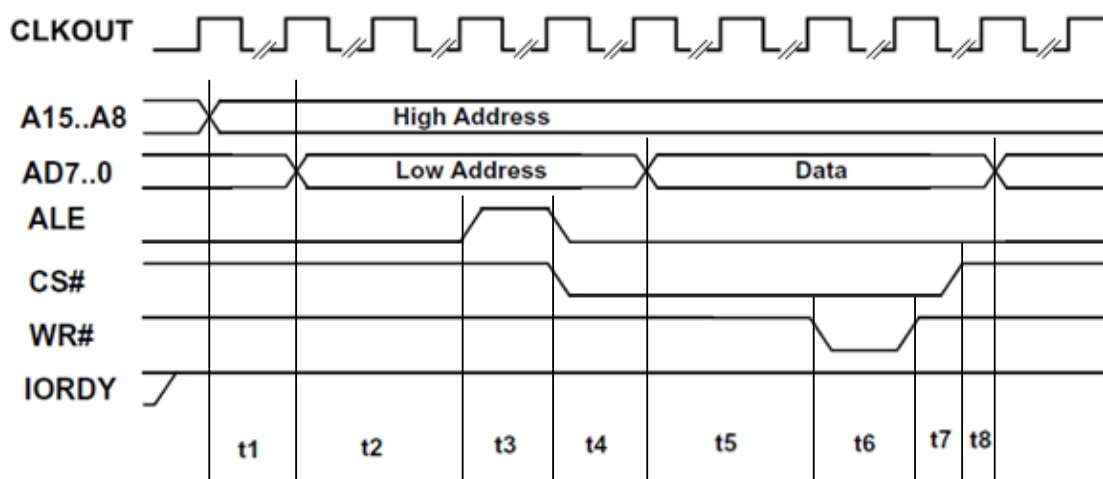 CLKOUT
A15..A8
High Address
AD7..0
Low Address
Data
ALE
CS#
WR#
IORDY
t1
t2
t3
t4
t5
t6
t7
t8